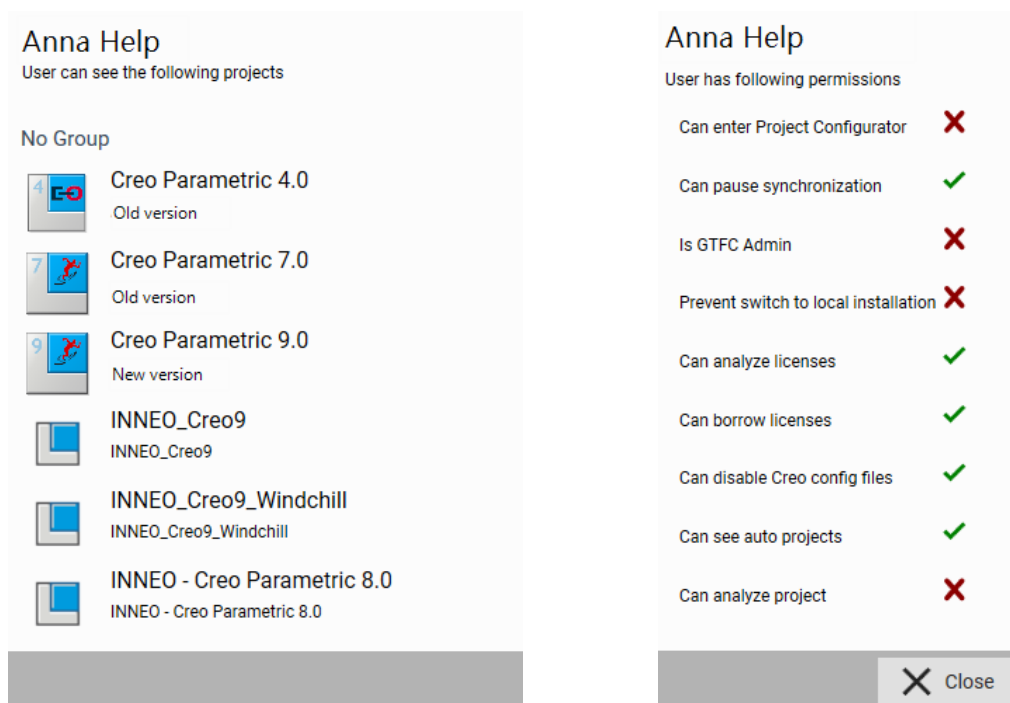 Anna Help
User can see the following projects
No Group
4
Creo Parametric 4.0
Old version
7
Creo Parametric 7.0
Old version
9
Creo Parametric 9.0
New version
INNEO_Creo9
INNEO_Creo9
INNEO_Creo9_Windchill
INNEO_Creo9_Windchill
INNEO - Creo Parametric 8.0
INNEO - Creo Parametric 8.0
Anna Help
User has following permissions
Can enter Project Configurator
Can pause synchronization
Is GTFC Admin
Prevent switch to local installation
Can analyze licenses
Can borrow licenses
Can disable Creo config files
Can see auto projects
Can analyze project
Close